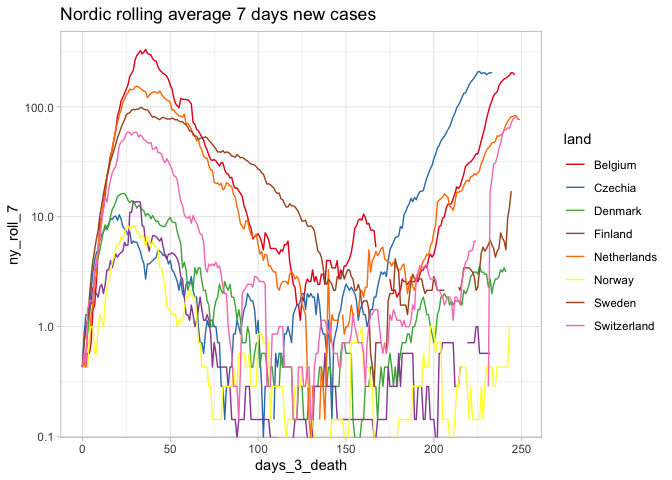 Nordic rolling average 7 days new cases
ny_roll_7
100.0
10.0
1.0
0.1
0
50
100
150
200
250
days_3_death
land
Belgium
Czechia
Denmark
Finland
Netherlands
Norway
Sweden
Switzerland